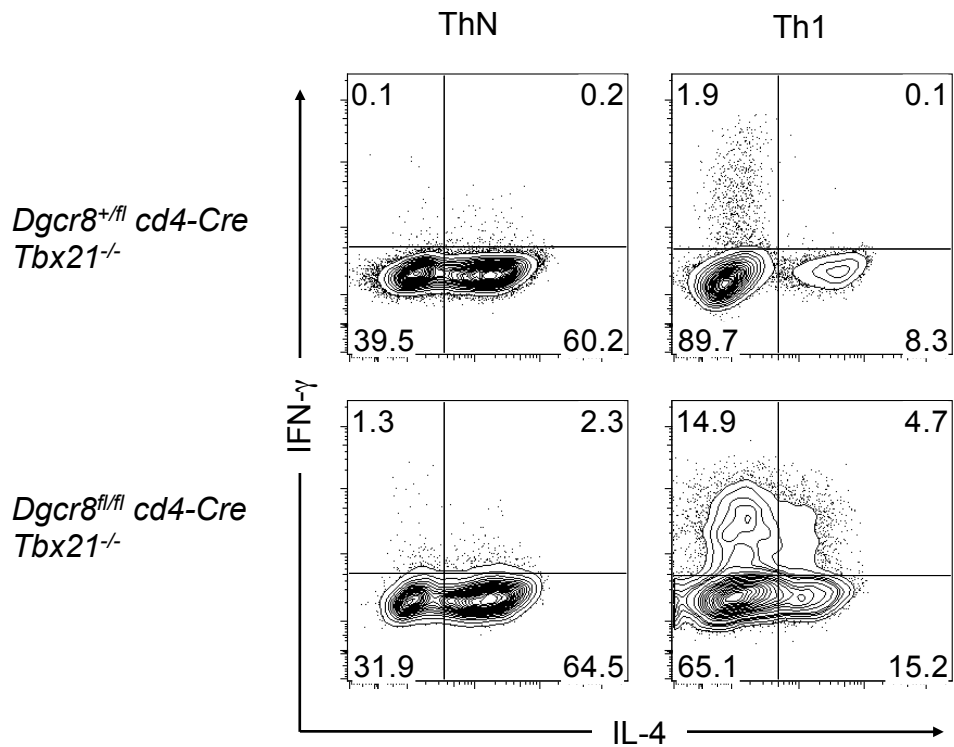 ThN Th1
0.1 0.2 1.9 0.1
Dgcr8+/fl cd4-Cre
Tbx21-/-
39.5 60.2 89.7 8.3
IFN-γ
1.3 2.3 14.9 4.7
Dgcr8fl/fl cd4-Cre
Tbx21-/-
31.9 64.5 65.1 15.2
IL-4